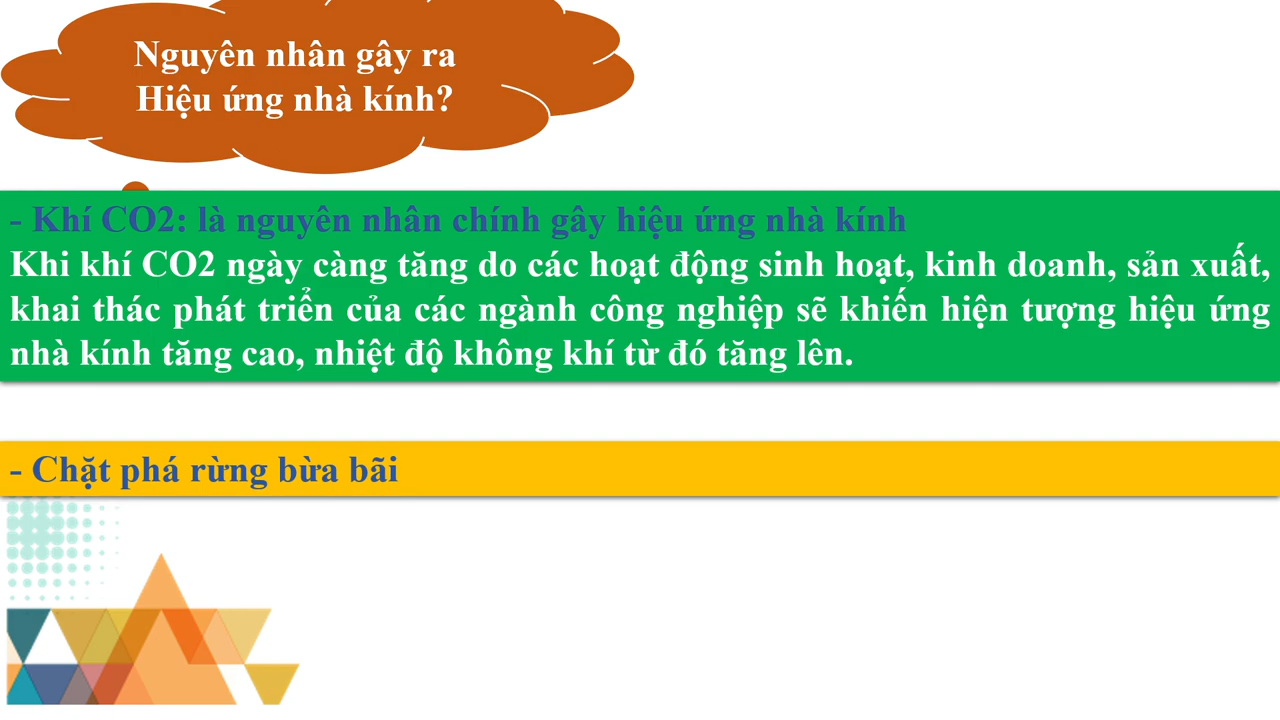 Nguyên nhân gây ra
Hiệu ứng nhà kính?
- Khí CO2: là nguyên nhân chính gây hiệu ứng nhà kính
Khi khí CO2 ngày càng tăng do các hoạt động sinh hoạt, kinh doanh, sản xuất,
khai thác phát triển của các ngành công nghiệp sẽ khiến hiện tượng hiệu ứng
nhà kính tăng cao, nhiệt độ không khí từ đó tăng lên.
- Chặt phá rừng bừa bãi